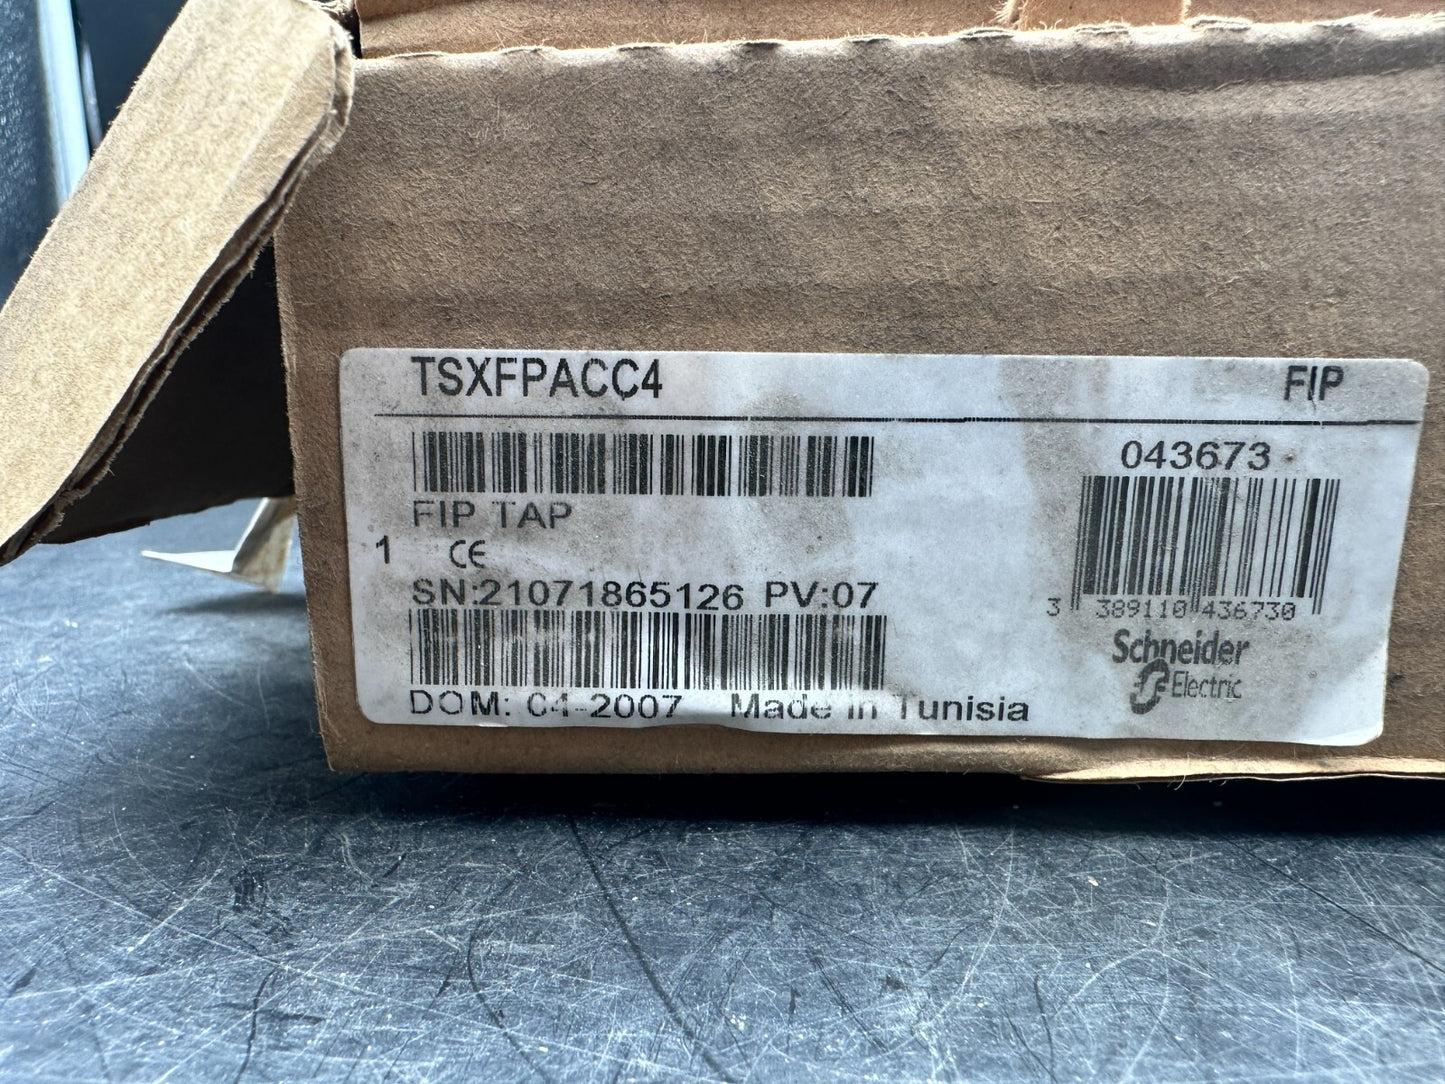 TSXFPACC4 FIP
043673
FIP TAP
1 CE
SN:21071865126 PV:07
3 389110 436730
Schneider
Electric
DOM: 04-2007 Made in Tunisia